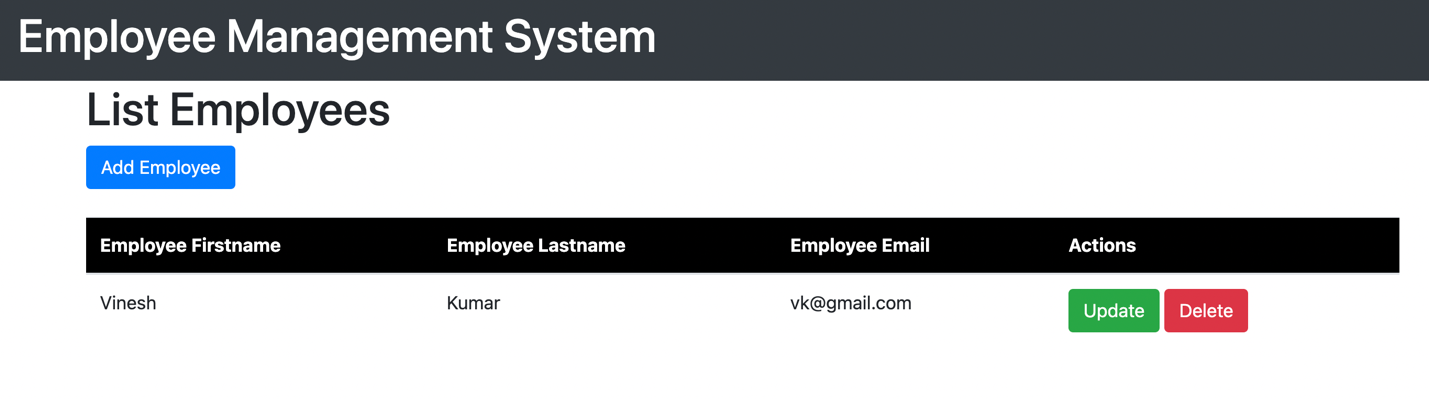 Employee Management System
List Employees
Add Employee
Employee Firstname Employee Lastname Employee Email Actions
Vinesh Kumar vk@gmail.com Update Delete